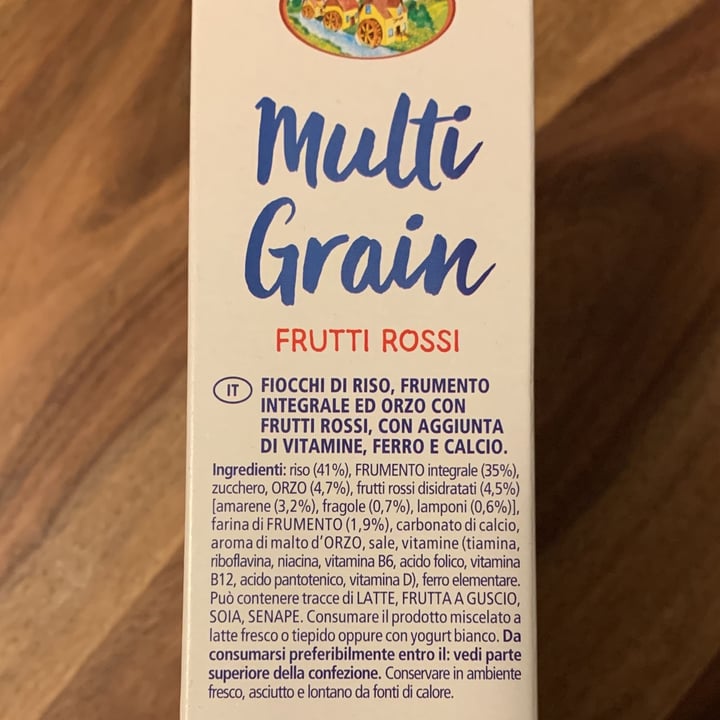 Multi
Grain
FRUTTI ROSSI
IT FIOCCHI DI RISO, FRUMENTO
INTEGRALE ED ORZO CON
FRUTTI ROSSI, CON AGGIUNTA
DI VITAMINE, FERRO E CALCIO.
Ingredienti: riso (41%), FRUMENTO integrale (35%),
zucchero, ORZO (4,7%), frutti rossi disidratati (4,5%)
[amarene (3,2%), fragole (0,7%), lamponi (0,6%)],
farina di FRUMENTO (1,9%), carbonato di calcio,
aroma di malto d'ORZO, sale, vitamine (tiamina,
riboflavina, niacina, vitamina B6, acido folico, vitamina
B12, acido pantotenico, vitamina D), ferro elementare.
Può contenere tracce di LATTE, FRUTTA A GUSCIO,
SOIA, SENAPE. Consumare il prodotto miscelato a
latte fresco o tiepido oppure con yogurt bianco. Da
consumarsi preferibilmente entro il: vedi parte
superiore della confezione. Conservare in ambiente
fresco, asciutto e lontano da fonti di calore.